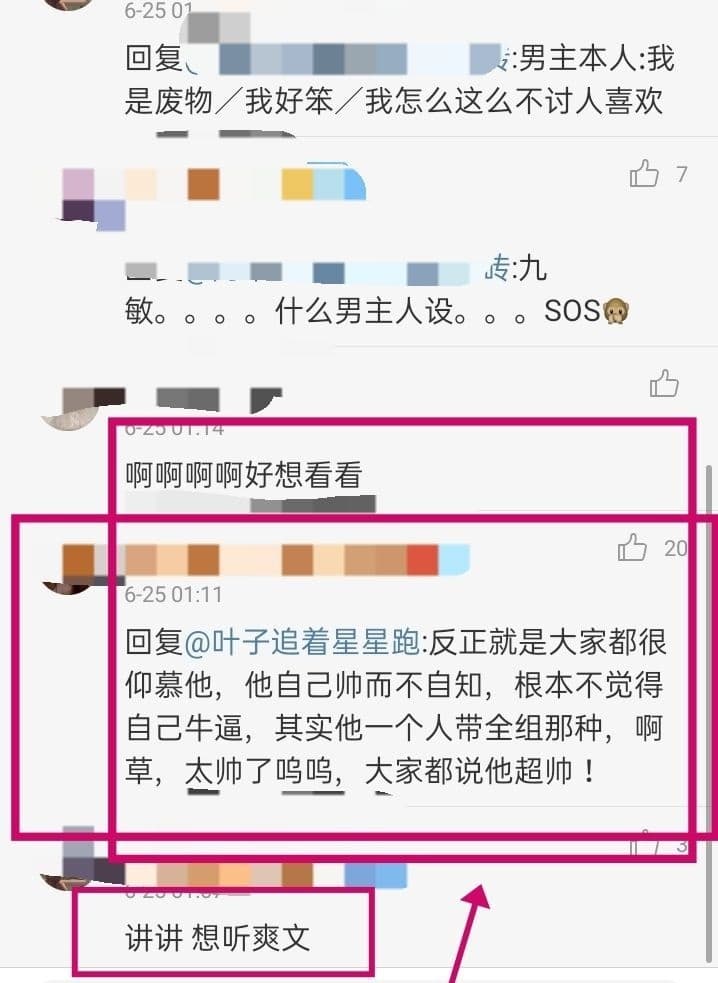 6-25 01
回复 :男主本人:我
是废物／我好笨／我怎么这么不讨人喜欢
7
砖:九
敏。。。。什么男主人设。。。SOS🙊
6-25 01:14
啊啊啊啊好想看看
20
6-25 01:11
回复@叶子追着星星跑:反正就是大家都很
仰慕他，他自己帅而不自知，根本不觉得
自己牛逼，其实他一个人带全组那种，啊
草，太帅了呜呜，大家都说他超帅！
3
讲讲 想听爽文